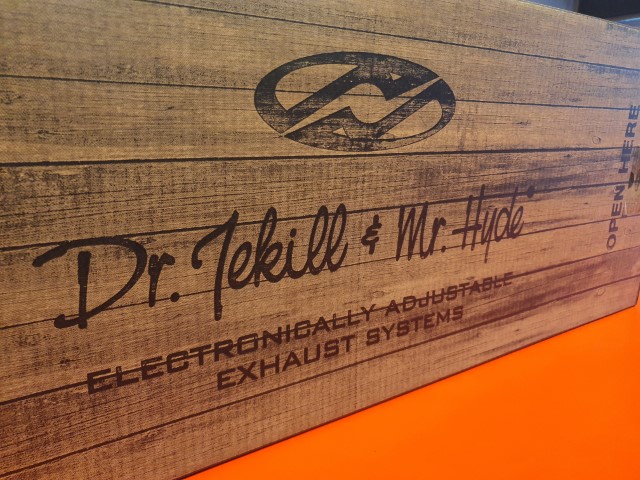 Dr. Jekill & Mr. Hyde®
ELECTRONICALLY ADJUSTABLE
EXHAUST SYSTEMS
OPEN HERE